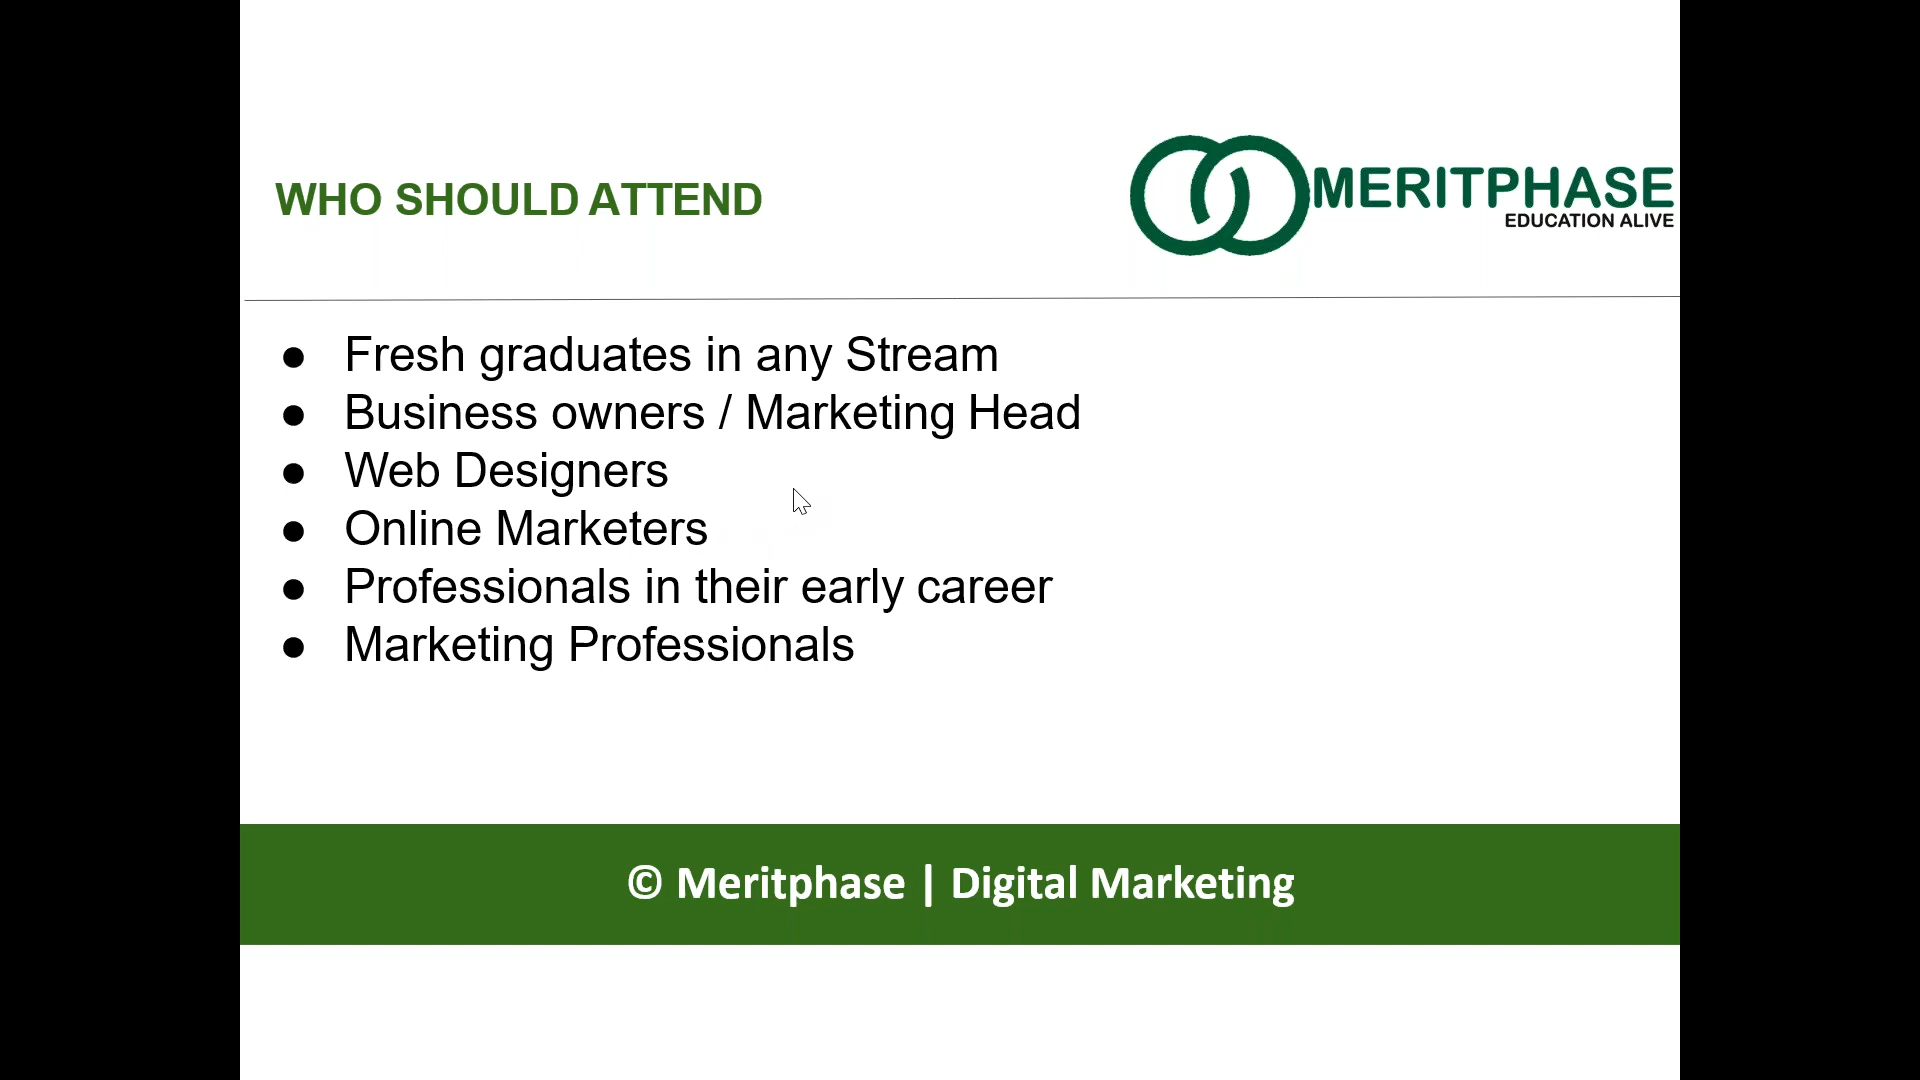 WHO SHOULD ATTEND
MERITPHASE
EDUCATION ALIVE
● Fresh graduates in any Stream
● Business owners / Marketing Head
● Web Designers
● Online Marketers
● Professionals in their early career
● Marketing Professionals
© Meritphase | Digital Marketing